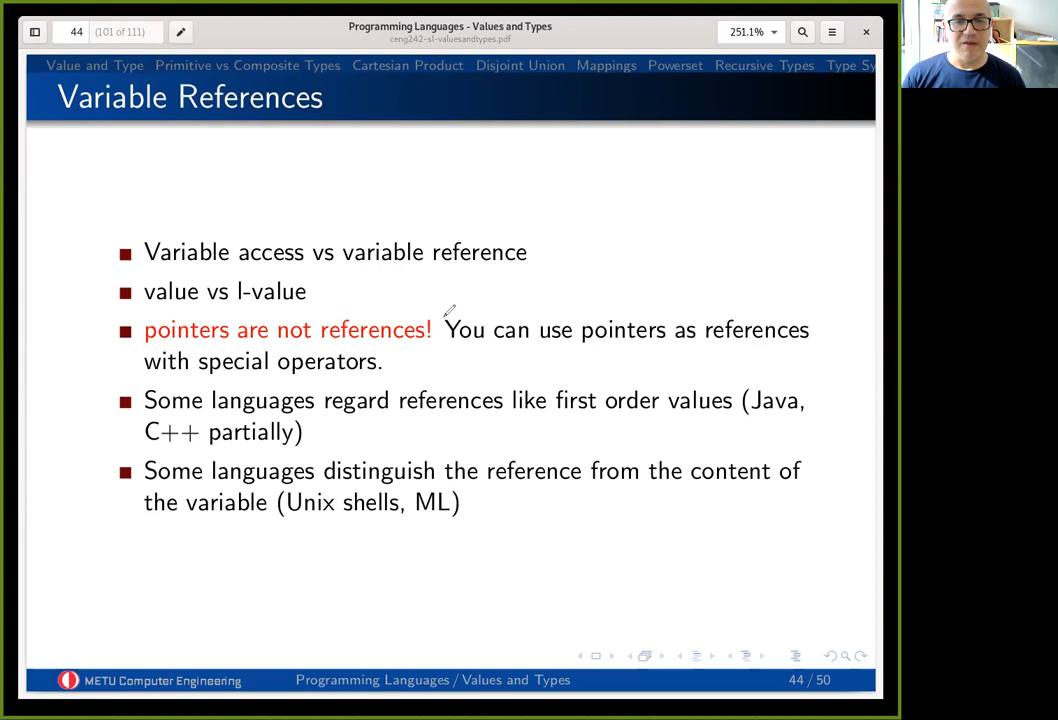 44 (101 of 111)
Programming Languages - Values and Types
ceng242-sl-valuesandtypes.pdf
251.1%
Value and Type Primitive vs Composite Types Cartesian Product Disjoint Union Mappings Powerset Recursive Types Type Sy
Variable References
Variable access vs variable reference
value vs l-value
pointers are not references! You can use pointers as references
with special operators.
Some languages regard references like first order values (Java,
C++ partially)
Some languages distinguish the reference from the content of
the variable (Unix shells, ML)
METU Computer Engineering Programming Languages / Values and Types 44 / 50